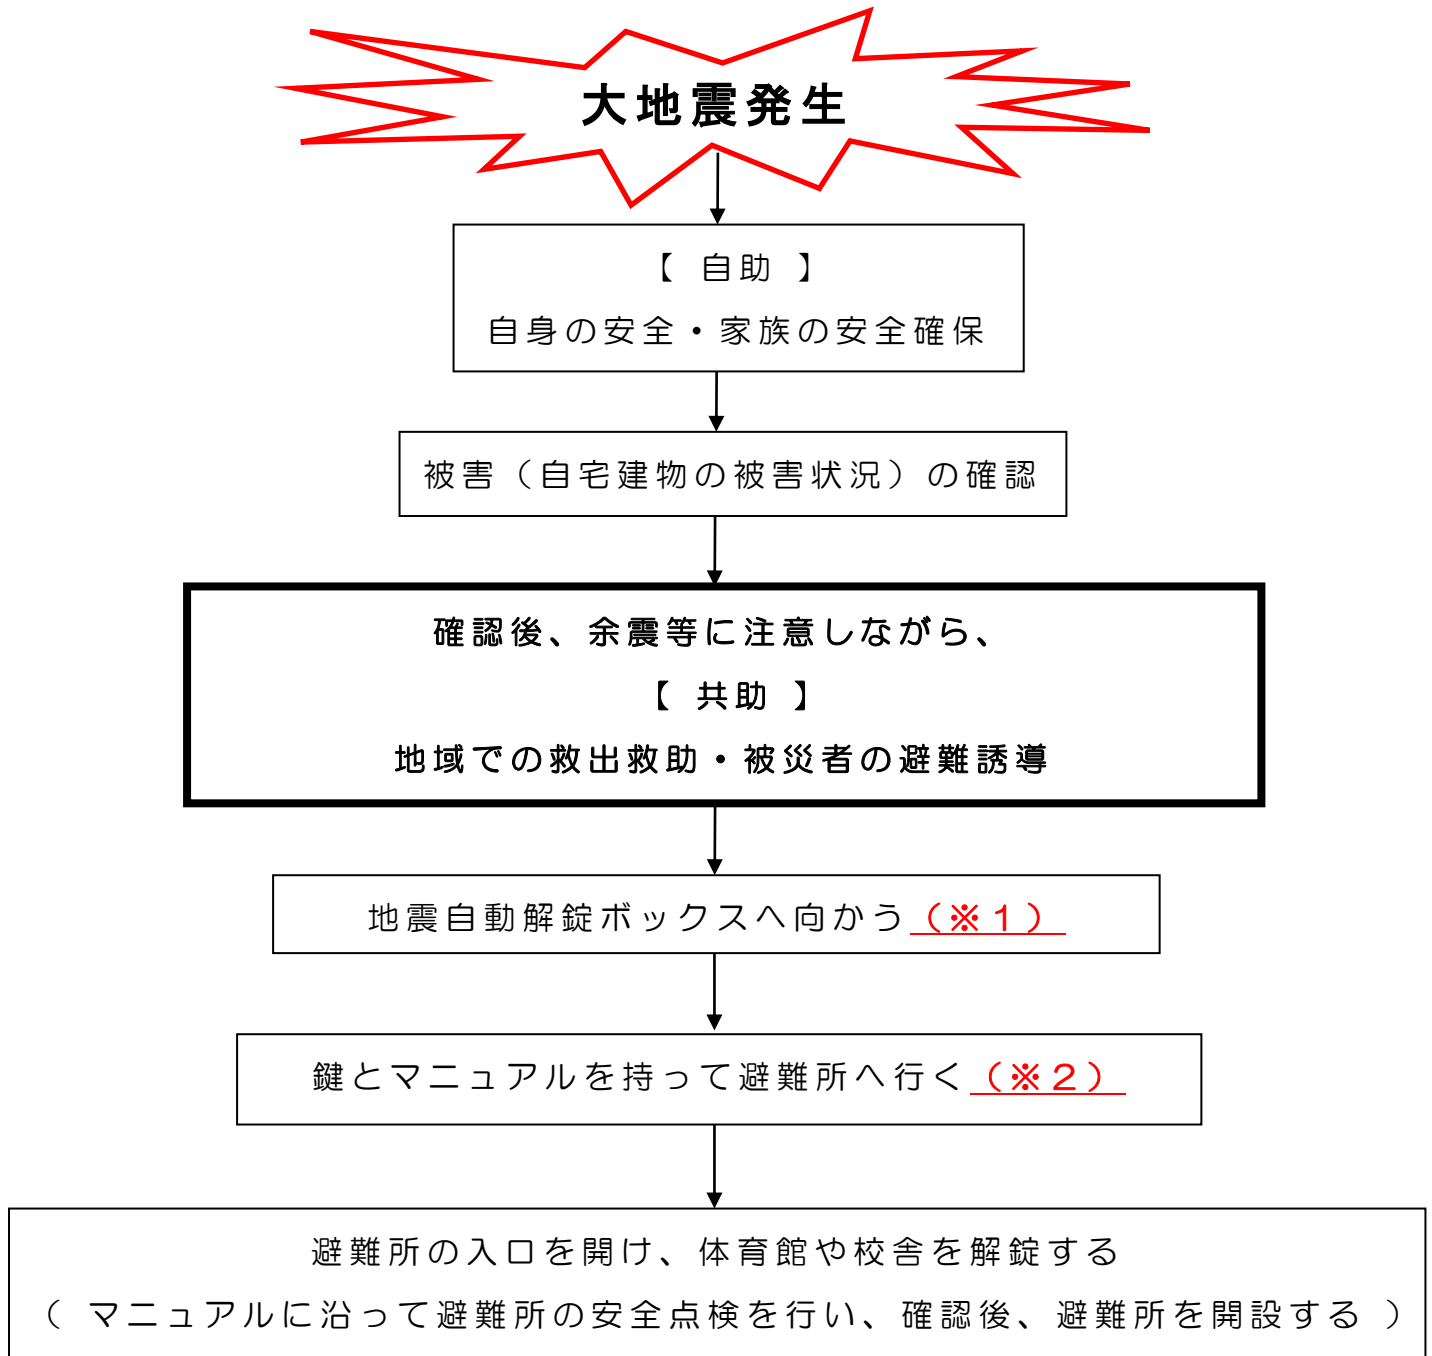 大地震発生
【 自助 】
自身の安全・家族の安全確保
被害（自宅建物の被害状況）の確認
確認後、余震等に注意しながら、
【 共助 】
地域での救出救助・被災者の避難誘導
地震自動解錠ボックスへ向かう（※１）
鍵とマニュアルを持って避難所へ行く（※２）
避難所の入口を開け、体育館や校舎を解錠する
（ マニュアルに沿って避難所の安全点検を行い、確認後、避難所を開設する ）